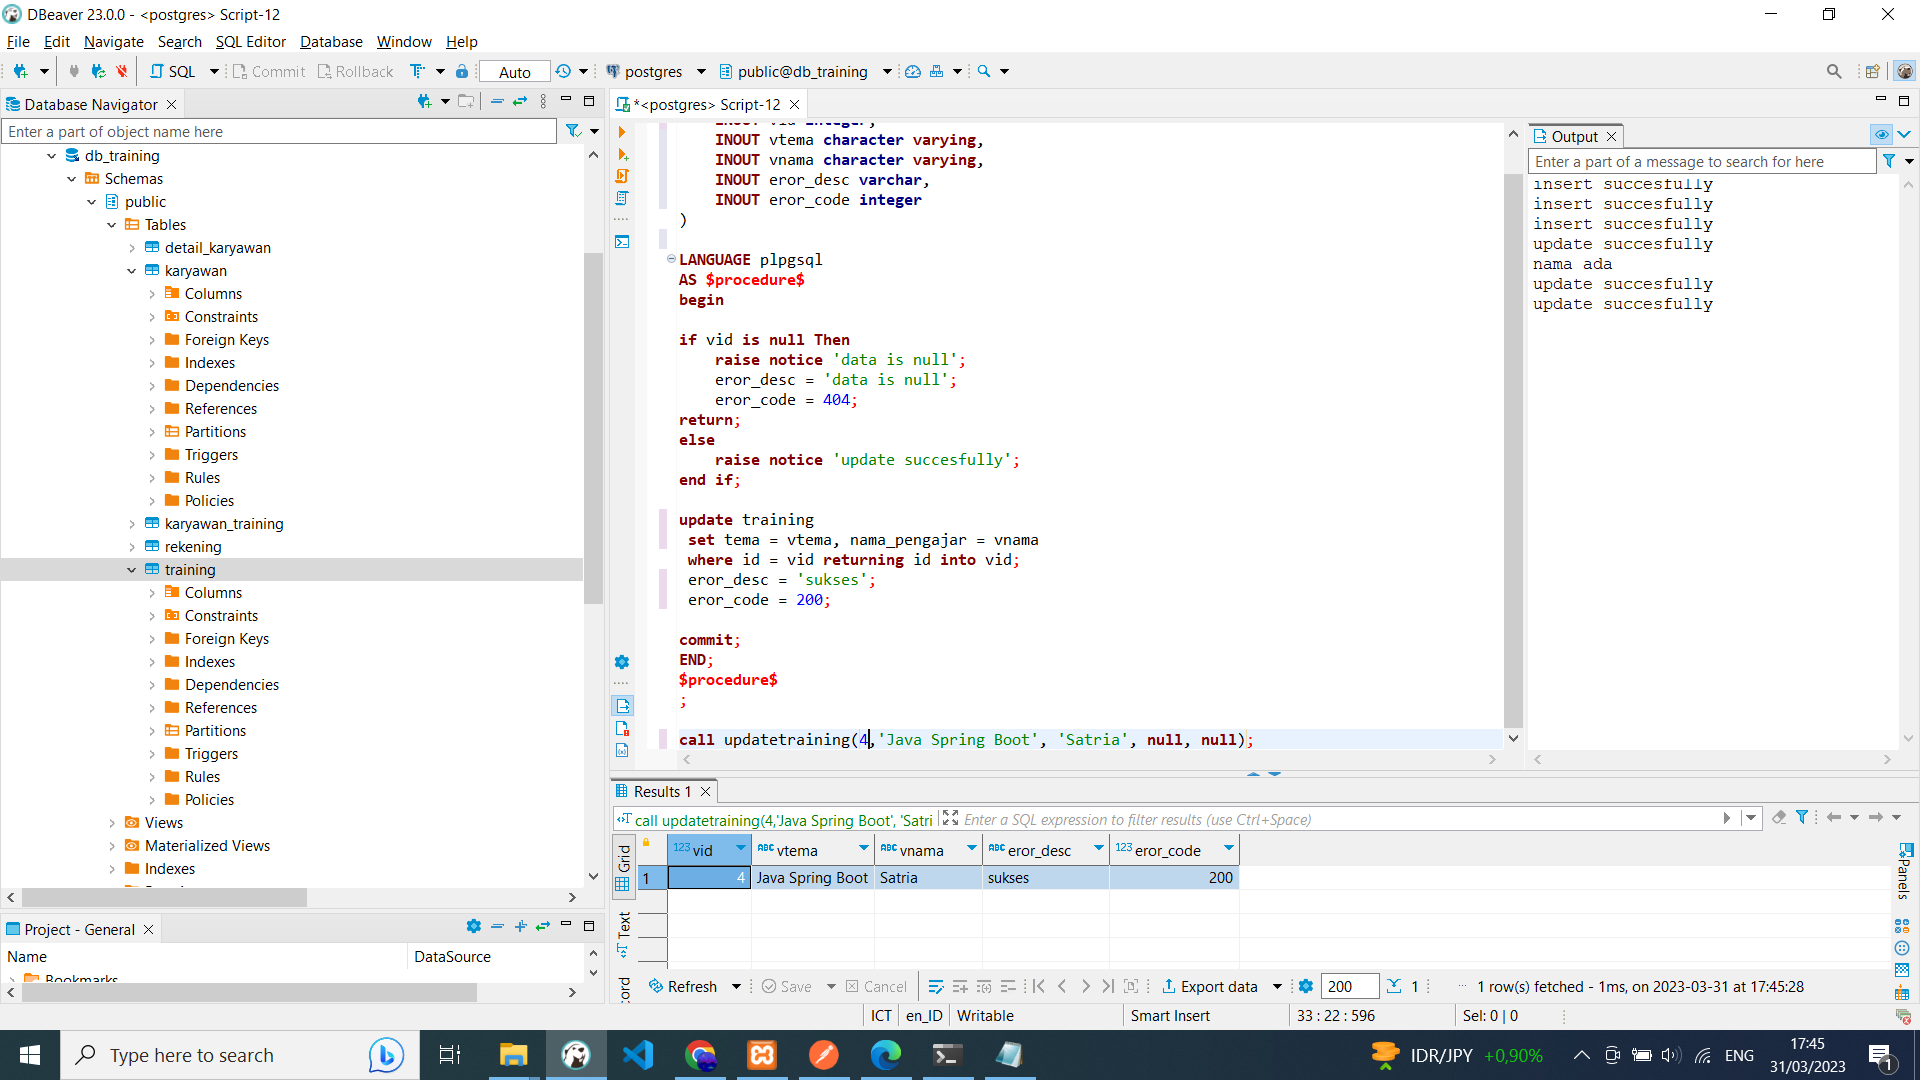 DBeaver 23.0.0 - <postgres> Script-12
File Edit Navigate Search SQL Editor Database Window Help
SQL Commit Rollback Auto postgres public@db_training
Database Navigator
Enter a part of object name here
db_training
Schemas
public
Tables
detail_karyawan
karyawan
Columns
Constraints
Foreign Keys
Indexes
Dependencies
References
Partitions
Triggers
Rules
Policies
karyawan_training
rekening
training
Columns
Constraints
Foreign Keys
Indexes
Dependencies
References
Partitions
Triggers
Rules
Policies
Views
Materialized Views
Indexes
Project - General
Name DataSource
Bookmarks
*<postgres> Script-12
INOUT vid integer,
INOUT vtema character varying,
INOUT vnama character varying,
INOUT eror_desc varchar,
INOUT eror_code integer
)
LANGUAGE plpgsql
AS $procedure$
begin
if vid is null Then
raise notice 'data is null';
eror_desc = 'data is null';
eror_code = 404;
return;
else
raise notice 'update succesfully';
end if;
update training
set tema = vtema, nama_pengajar = vnama
where id = vid returning id into vid;
eror_desc = 'sukses';
eror_code = 200;
commit;
END;
$procedure$
;
call updatetraining(4,'Java Spring Boot', 'Satria', null, null);
Output
Enter a part of a message to search for here
insert succesfully
insert succesfully
insert succesfully
update succesfully
nama ada
update succesfully
update succesfully
Results 1
call updatetraining(4,'Java Spring Boot', 'Satri
Enter a SQL expression to filter results (use Ctrl+Space)
Grid
Text
ord
Panels
123 vid ABC vtema ABC vnama ABC eror_desc 123 eror_code
1 4 Java Spring Boot Satria sukses 200
Refresh Save Cancel Export data 200 1 1 row(s) fetched - 1ms, on 2023-03-31 at 17:45:28
ICT en_ID Writable Smart Insert 33 : 22 : 596 Sel: 0 | 0
Type here to search
IDR/JPY +0,90% ENG 17:45
31/03/2023
1